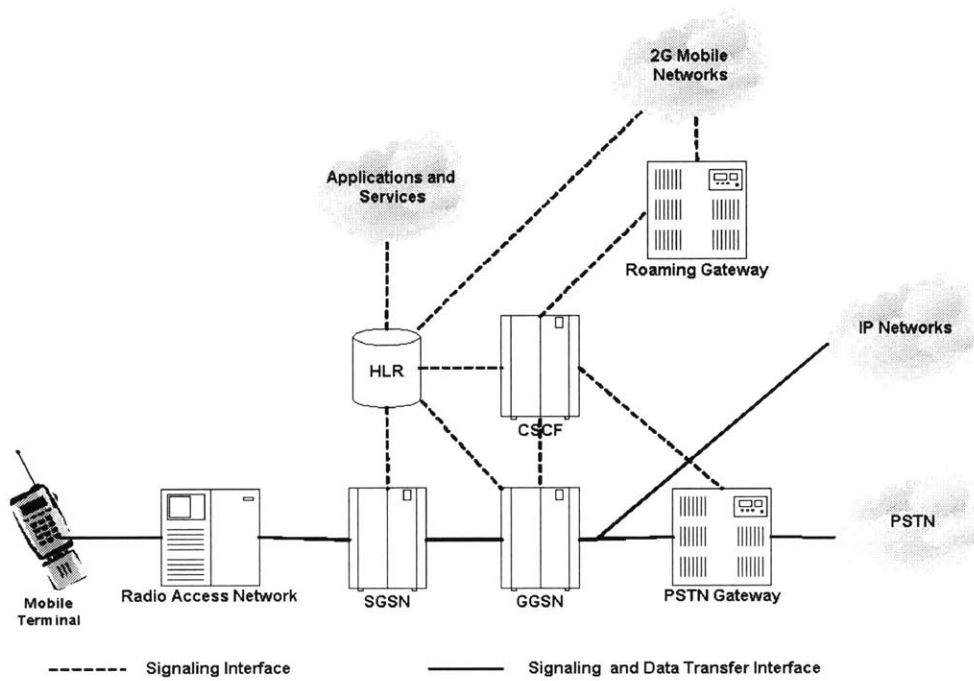 2G Mobile
Networks
Applications and
Services
Roaming Gateway
IP Networks
HLR
CSCF
PSTN
Mobile
Terminal
Radio Access Network
SGSN
GGSN
PSTN Gateway
Signaling Interface
Signaling and Data Transfer Interface